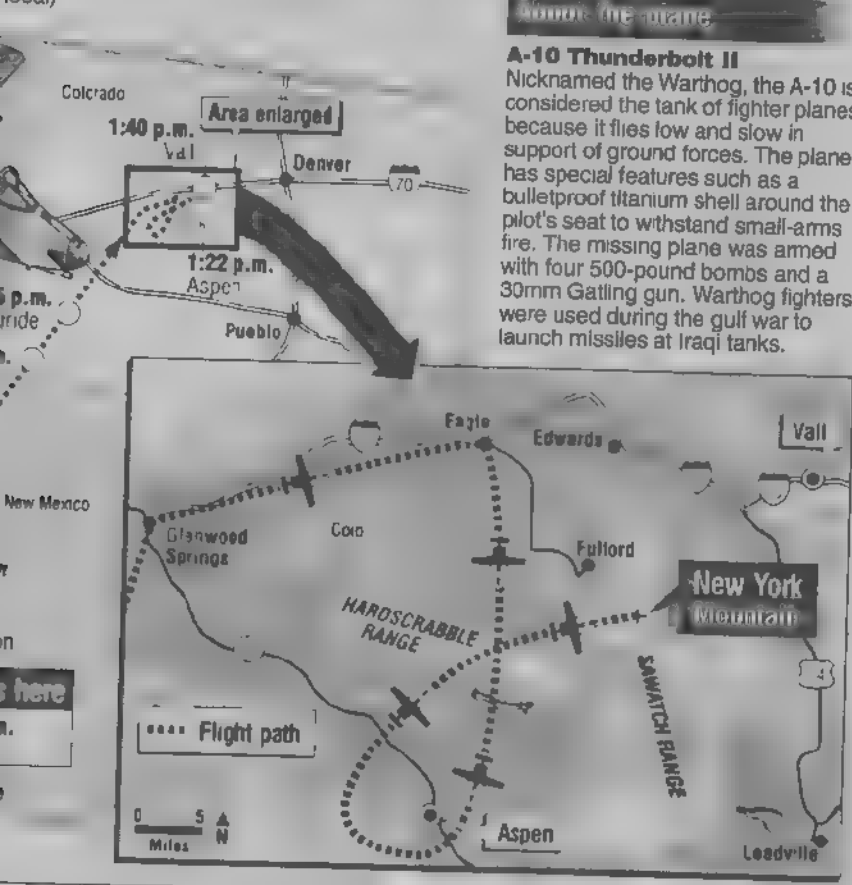 About the plane
A-10 Thunderbolt II
Nicknamed the Warthog, the A-10 is
considered the tank of fighter planes
because it flies low and slow in
support of ground forces. The plane
has special features such as a
bulletproof titanium shell around the
pilot's seat to withstand small-arms
fire. The missing plane was armed
with four 500-pound bombs and a
30mm Gatling gun. Warthog fighters
were used during the gulf war to
launch missiles at Iraqi tanks.
Colorado
Area enlarged
1:40 p.m.
Vail
Denver
70
1:22 p.m.
Aspen
p.m.
Pueblo
New Mexico
here
Eagle
Edwards
Vail
Glenwood
Springs
Colo
Fulford
New York
Mountain
HARDSCRABBLE
RANGE
SAWATCH RANGE
Flight path
0 5
Miles
N
Aspen
Leadville